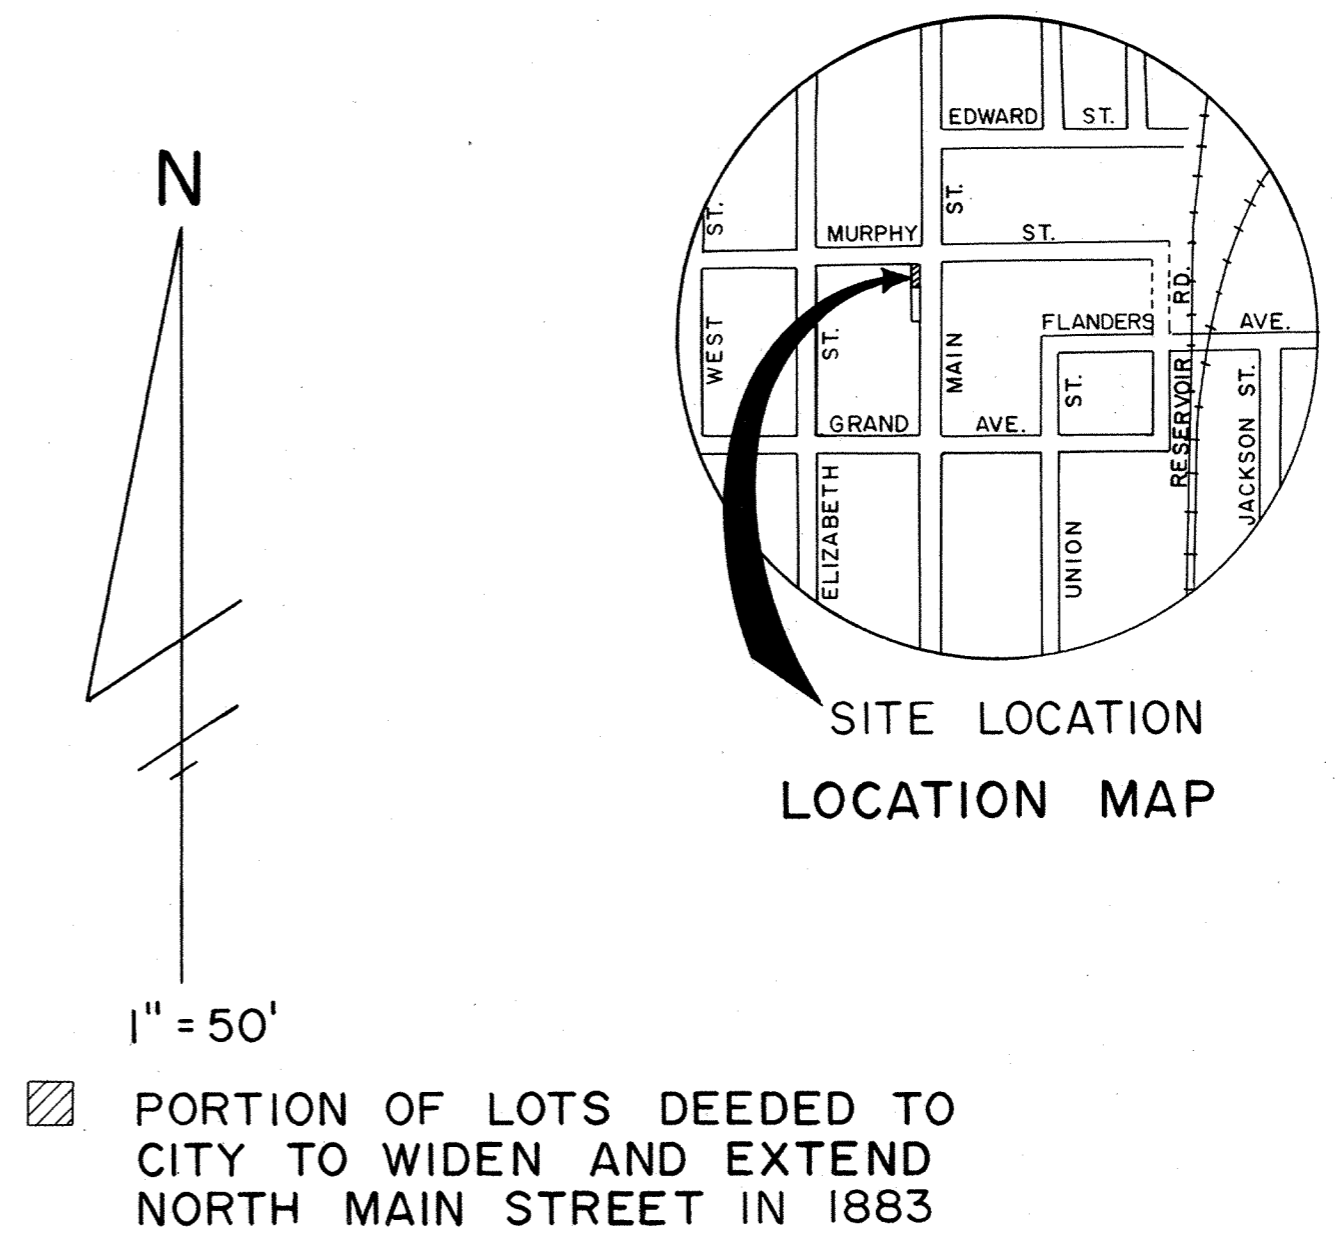 N
EDWARD ST.
ST.
ST.
MURPHY ST.
RD.
FLANDERS AVE.
WEST
ST.
MAIN
ST.
RESERVOIR
JACKSON ST.
GRAND AVE.
ELIZABETH
UNION
SITE LOCATION
LOCATION MAP
1" = 50'
PORTION OF LOTS DEEDED TO
CITY TO WIDEN AND EXTEND
NORTH MAIN STREET IN 1883